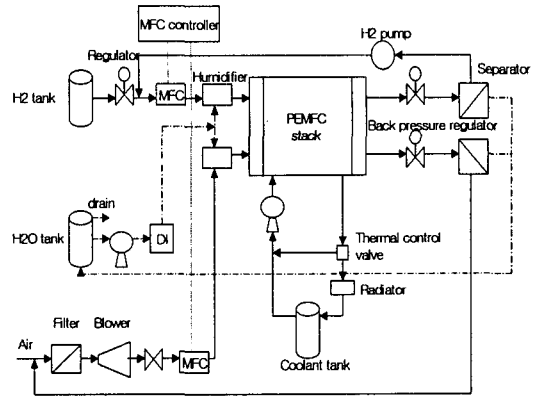 MFC controller
H2 pump
Regulator
Separator
Humidifier
H2 tank
MFC
PEMFC
stack
Back pressure regulator
drain
H2O tank
DI
Thermal control
valve
Radiator
Filter
Blower
Air
MFC
Coolant tank